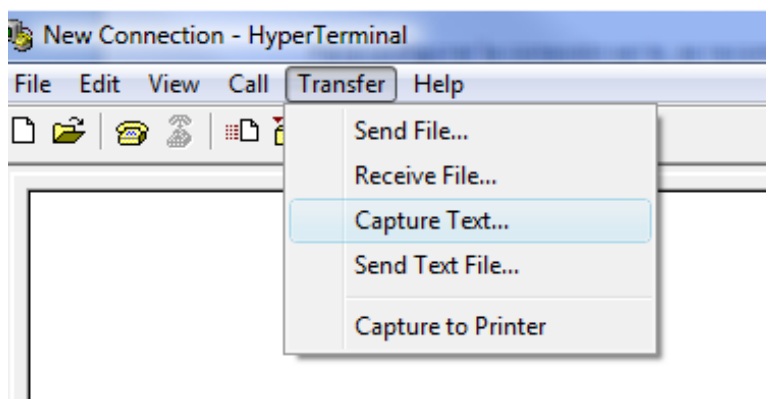 New Connection - HyperTerminal
File Edit View Call Transfer Help
Send File...
Receive File...
Capture Text...
Send Text File...
Capture to Printer